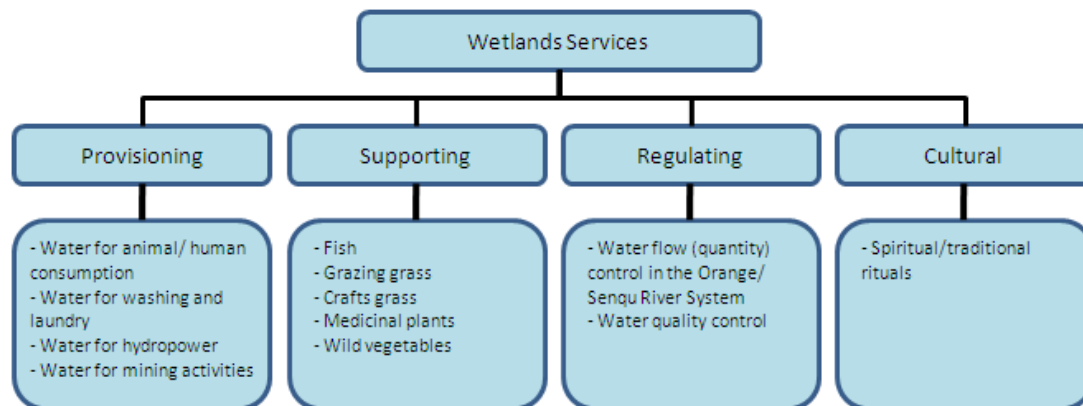 Wetlands Services
Provisioning
Supporting
Regulating
Cultural
- Water for animal/ human
consumption
- Water for washing and
laundry
- Water for hydropower
- Water for mining activities
- Fish
- Grazing grass
- Crafts grass
- Medicinal plants
- Wild vegetables
- Water flow (quantity)
control in the Orange/
Senqu River System
- Water quality control
- Spiritual/traditional
rituals